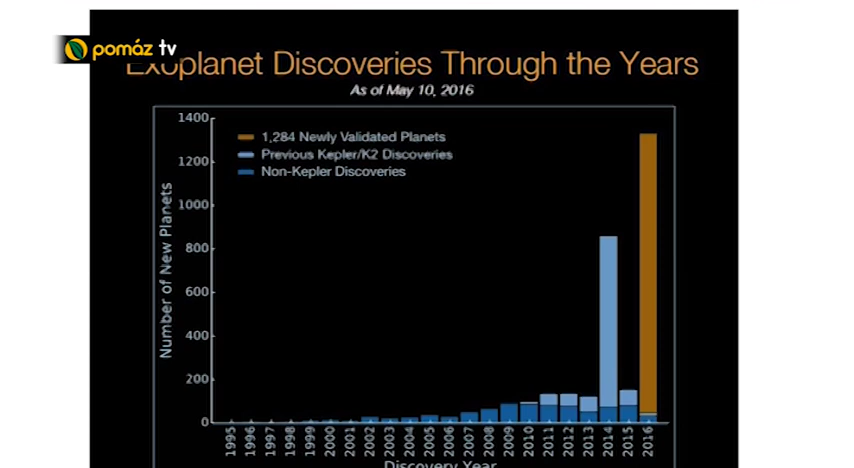 pomáz tv
Exoplanet Discoveries Through the Years
As of May 10, 2016
1400
1,284 Newly Validated Planets
Previous Kepler/K2 Discoveries
Non-Kepler Discoveries
1200
1000
800
600
400
200
0
Number of New Planets
1995 1996 1997 1998 1999 2000 2001 2002 2003 2004 2005 2006 2007 2008 2009 2010 2011 2012 2013 2014 2015 2016
Discovery Year